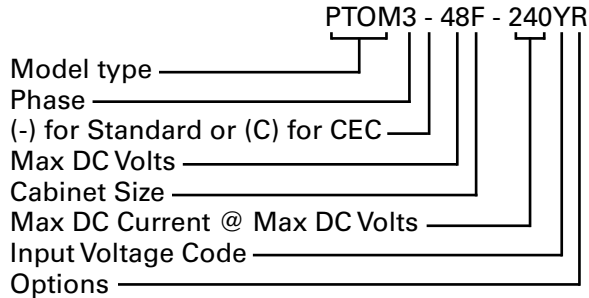 PTOM3 - 48F - 240YR
Model type
Phase
(-) for Standard or (C) for CEC
Max DC Volts
Cabinet Size
Max DC Current @ Max DC Volts
Input Voltage Code
Options